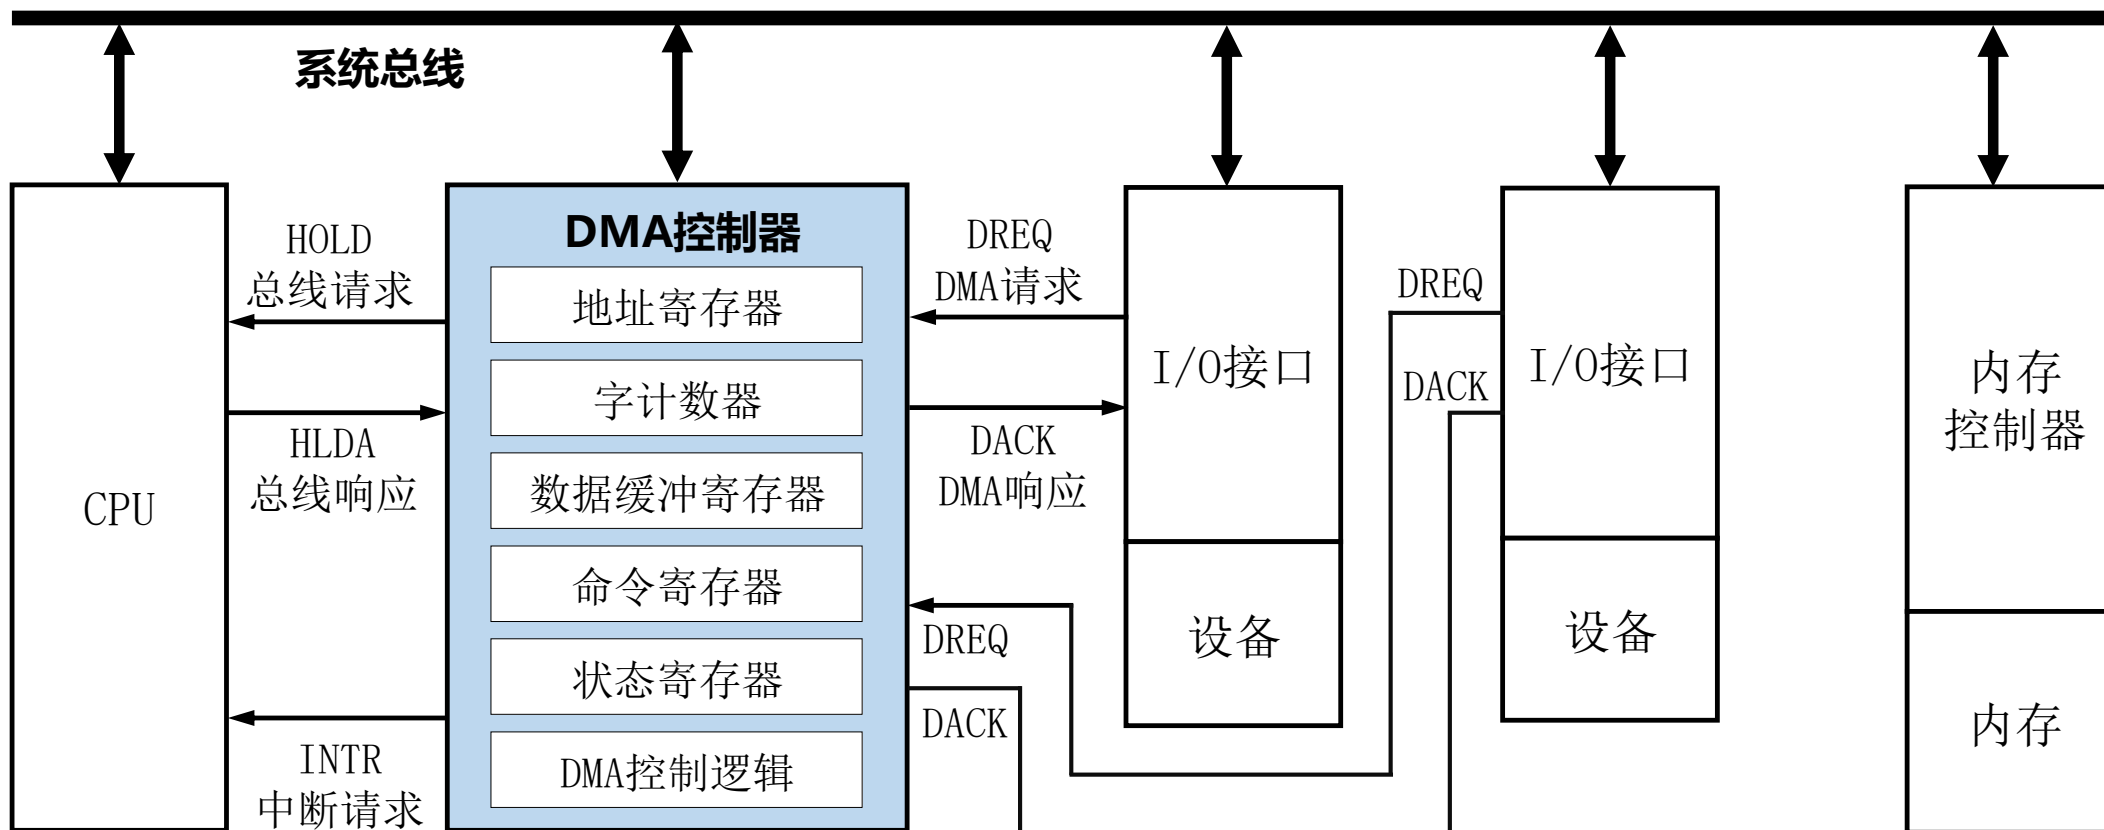 系统总线
CPU
HOLD
总线请求
HLDA
总线响应
INTR
中断请求
DMA控制器
地址寄存器
字计数器
数据缓冲寄存器
命令寄存器
状态寄存器
DMA控制逻辑
DREQ
DMA请求
DACK
DMA响应
DREQ
DACK
I/O接口
设备
DREQ
DACK
I/O接口
设备
内存
控制器
内存